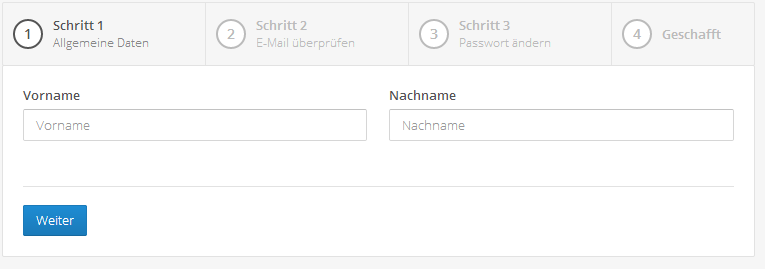 1 Schritt 1
Allgemeine Daten
2 Schritt 2
E-Mail überprüfen
3 Schritt 3
Passwort ändern
4 Geschafft
Vorname
Nachname
Vorname
Nachname
Weiter